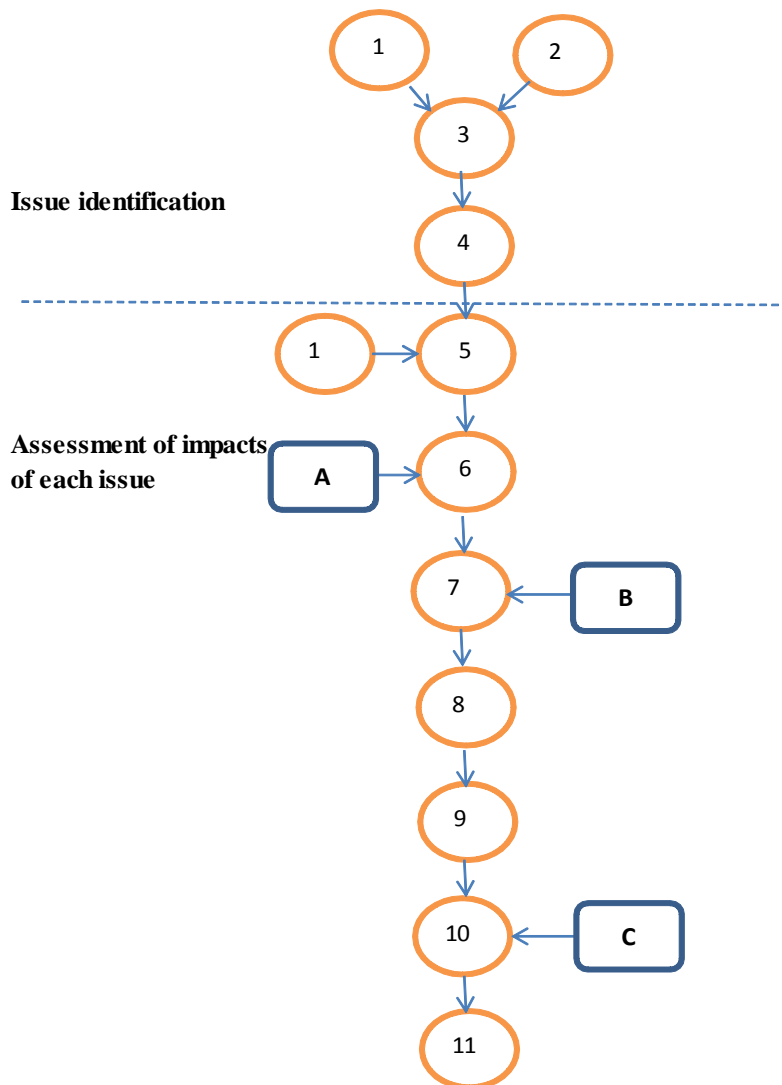 1
2
3
Issue identification
4
1
5
Assessment of impacts
of each issue
A
6
7
B
8
9
10
C
11